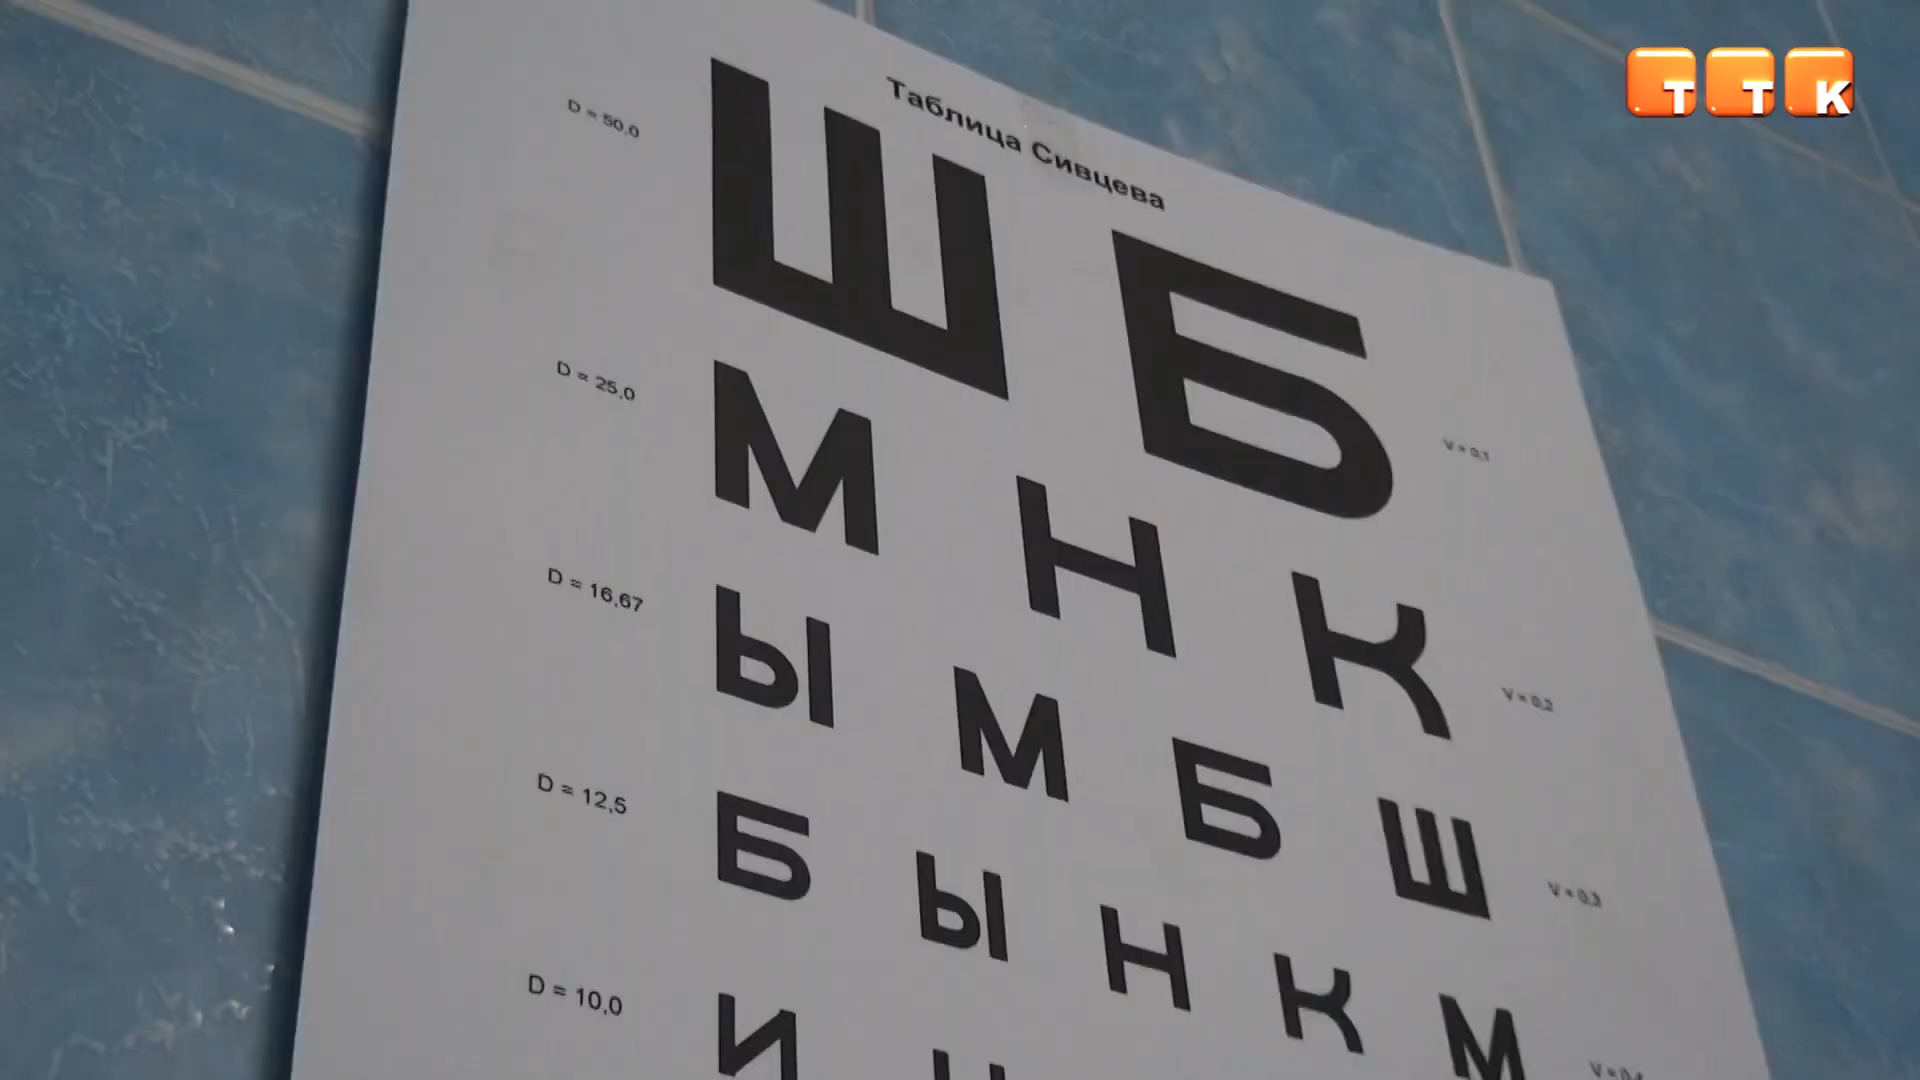 ТТК
Таблица Сивцева
D = 50,0 Ш Б V = 0,1
D = 25,0 М Н К V = 0,2
D = 16,67 Ы М Б Ш V = 0,3
D = 12,5 Б Ы Н К М
D = 10,0 И